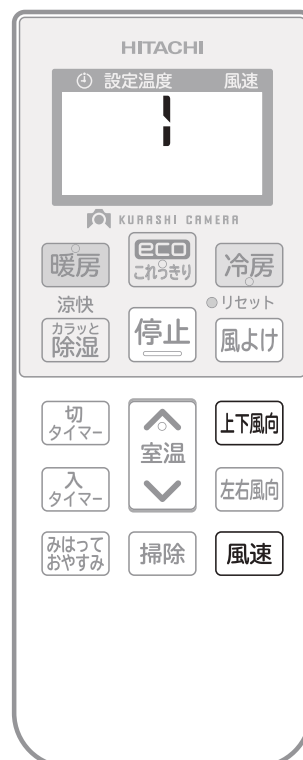 HITACHI
設定温度 風速
1
KURASHI CAMERA
暖房 eco これっきり 冷房
涼快 リセット
カラッと 除湿 停止 風よけ
切 タイマー 室温 上下風向
入 タイマー 左右風向
みはって おやすみ 掃除 風速